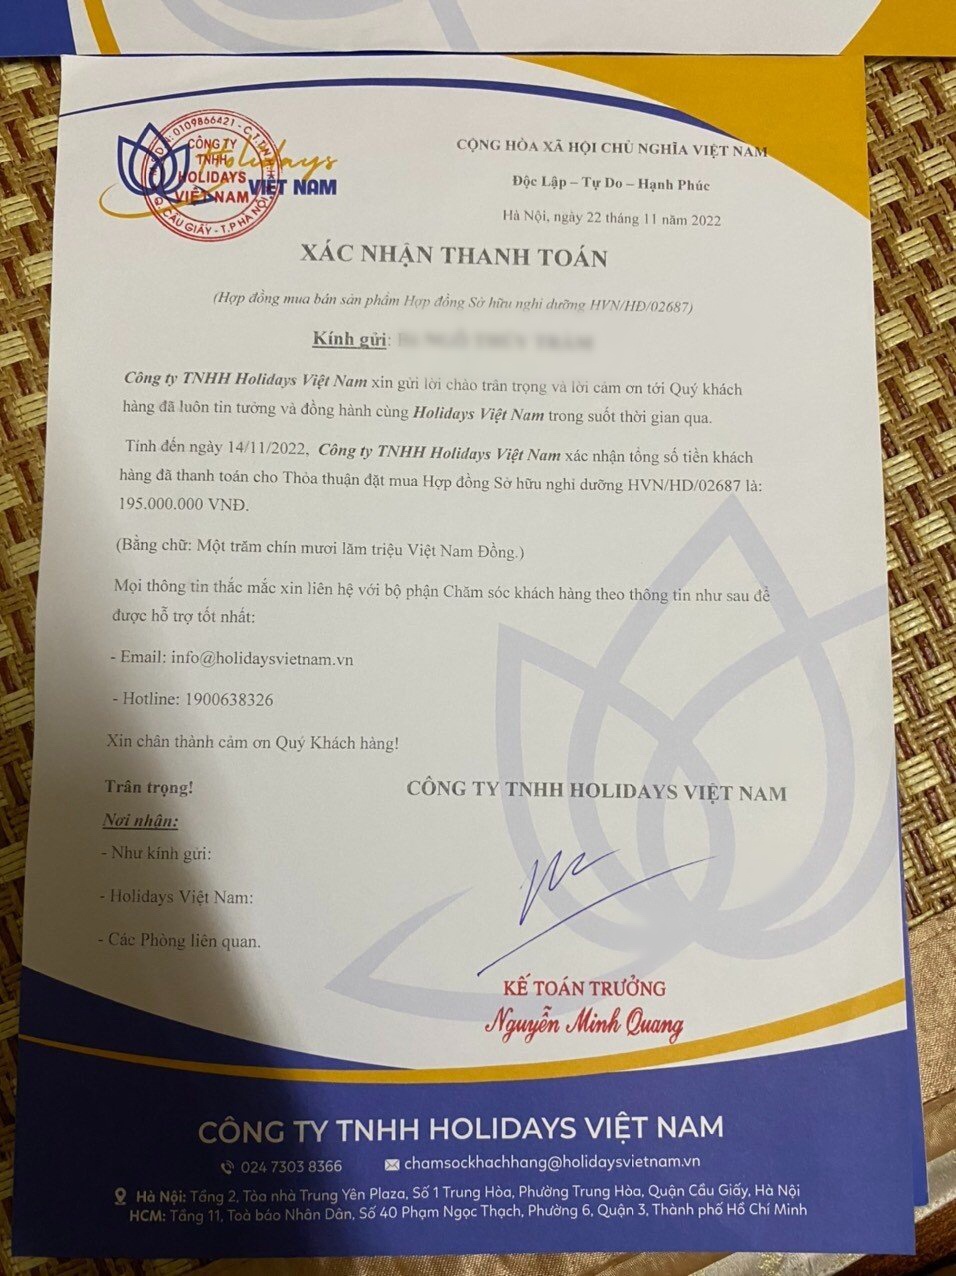 0109866421 - C.T.T.N.H.H
CÔNG TY
TNHH
HOLIDAYS
VIỆT NAM
Q. CẦU GIẤY - T.P HÀ NỘI
Holidays
VIỆT NAM
CỘNG HÒA XÃ HỘI CHỦ NGHĨA VIỆT NAM
Độc Lập – Tự Do – Hạnh Phúc
Hà Nội, ngày 22 tháng 11 năm 2022
XÁC NHẬN THANH TOÁN
(Hợp đồng mua bán sản phẩm Hợp đồng Sở hữu nghỉ dưỡng HVN/HĐ/02687)
Kính gửi:
Công ty TNHH Holidays Việt Nam xin gửi lời chào trân trọng và lời cảm ơn tới Quý khách
hàng đã luôn tin tưởng và đồng hành cùng Holidays Việt Nam trong suốt thời gian qua.
Tính đến ngày 14/11/2022, Công ty TNHH Holidays Việt Nam xác nhận tổng số tiền khách
hàng đã thanh toán cho Thỏa thuận đặt mua Hợp đồng Sở hữu nghỉ dưỡng HVN/HD/02687 là:
195.000.000 VNĐ.
(Bằng chữ: Một trăm chín mươi lăm triệu Việt Nam Đồng.)
Mọi thông tin thắc mắc xin liên hệ với bộ phận Chăm sóc khách hàng theo thông tin như sau để
được hỗ trợ tốt nhất:
- Email: info@holidaysvietnam.vn
- Hotline: 1900638326
Xin chân thành cảm ơn Quý Khách hàng!
Trân trọng!
CÔNG TY TNHH HOLIDAYS VIỆT NAM
Nơi nhận:
- Như kính gửi:
- Holidays Việt Nam:
- Các Phòng liên quan.
KẾ TOÁN TRƯỞNG
Nguyễn Minh Quang
CÔNG TY TNHH HOLIDAYS VIỆT NAM
024 7303 8366 chamsockhachhang@holidaysvietnam.vn
Hà Nội: Tầng 2, Tòa nhà Trung Yên Plaza, Số 1 Trung Hòa, Phường Trung Hòa, Quận Cầu Giấy, Hà Nội
HCM: Tầng 11, Toà báo Nhân Dân, Số 40 Phạm Ngọc Thạch, Phường 6, Quận 3, Thành phố Hồ Chí Minh